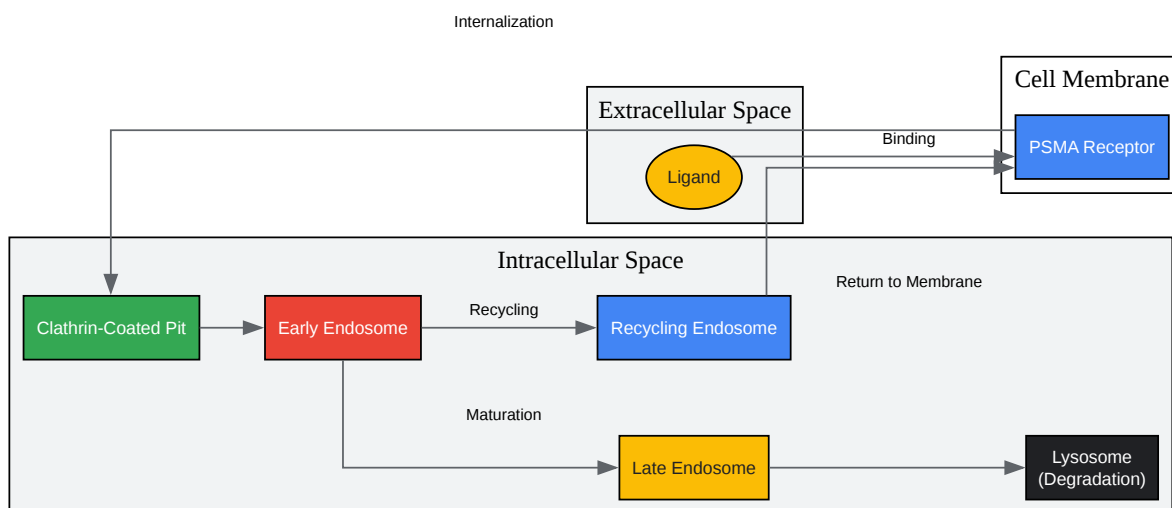 Internalization
Cell Membrane
Extracellular Space
Binding
PSMA Receptor
Ligand
Intracellular Space
Return to Membrane
Clathrin-Coated Pit
Early Endosome
Recycling
Recycling Endosome
Maturation
Late Endosome
Lysosome
(Degradation)